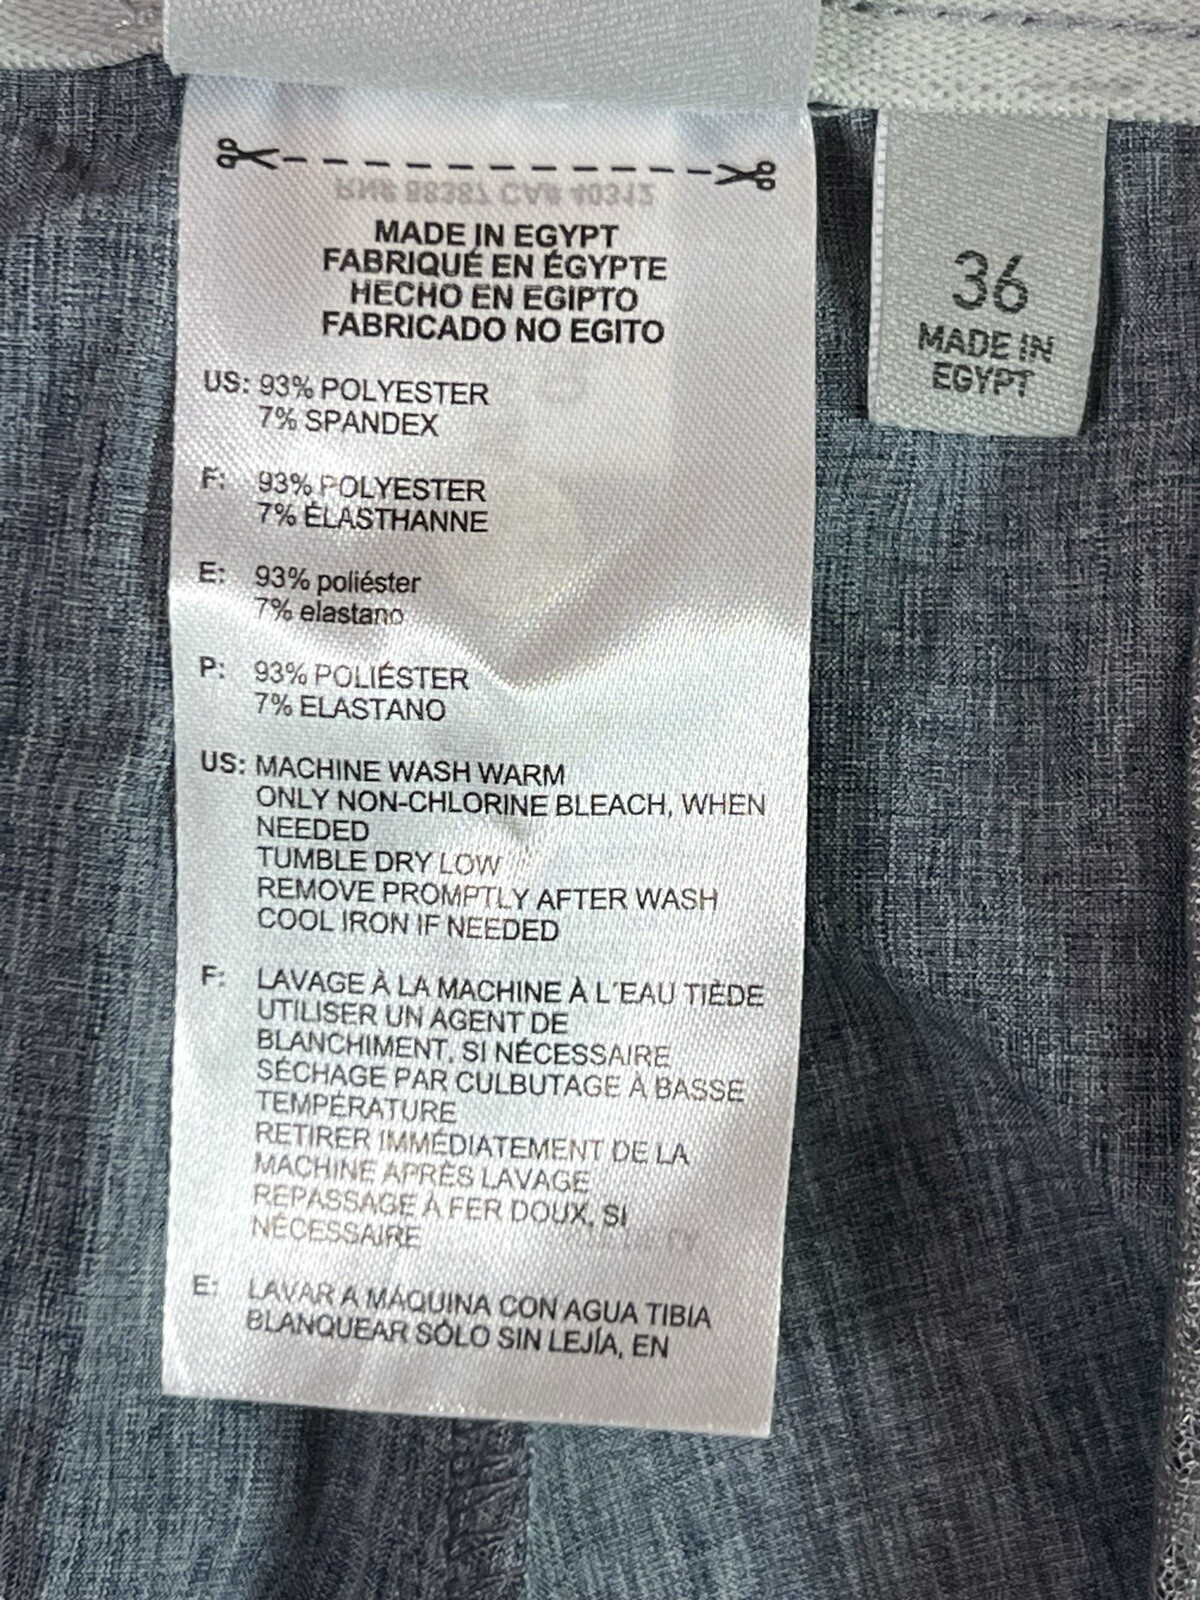 MADE IN EGYPT
FABRIQUÉ EN ÉGYPTE
HECHO EN EGIPTO
FABRICADO NO EGITO
US: 93% POLYESTER
7% SPANDEX
F: 93% POLYESTER
7% ÉLASTHANNE
E: 93% poliéster
7% elastano
P: 93% POLIÉSTER
7% ELASTANO
US: MACHINE WASH WARM
ONLY NON-CHLORINE BLEACH, WHEN
NEEDED
TUMBLE DRY LOW
REMOVE PROMPTLY AFTER WASH
COOL IRON IF NEEDED
F: LAVAGE À LA MACHINE À L'EAU TIÈDE
UTILISER UN AGENT DE
BLANCHIMENT, SI NÉCESSAIRE
SÉCHAGE PAR CULBUTAGE À BASSE
TEMPÉRATURE
RETIRER IMMÉDIATEMENT DE LA
MACHINE APRÈS LAVAGE
REPASSAGE À FER DOUX, SI
NÉCESSAIRE
E: LAVAR A MÁQUINA CON AGUA TIBIA
BLANQUEAR SÓLO SIN LEJÍA, EN
36
MADE IN
EGYPT